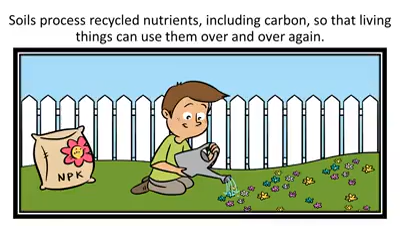 Soils process recycled nutrients, including carbon, so that living
things can use them over and over again.
NPK